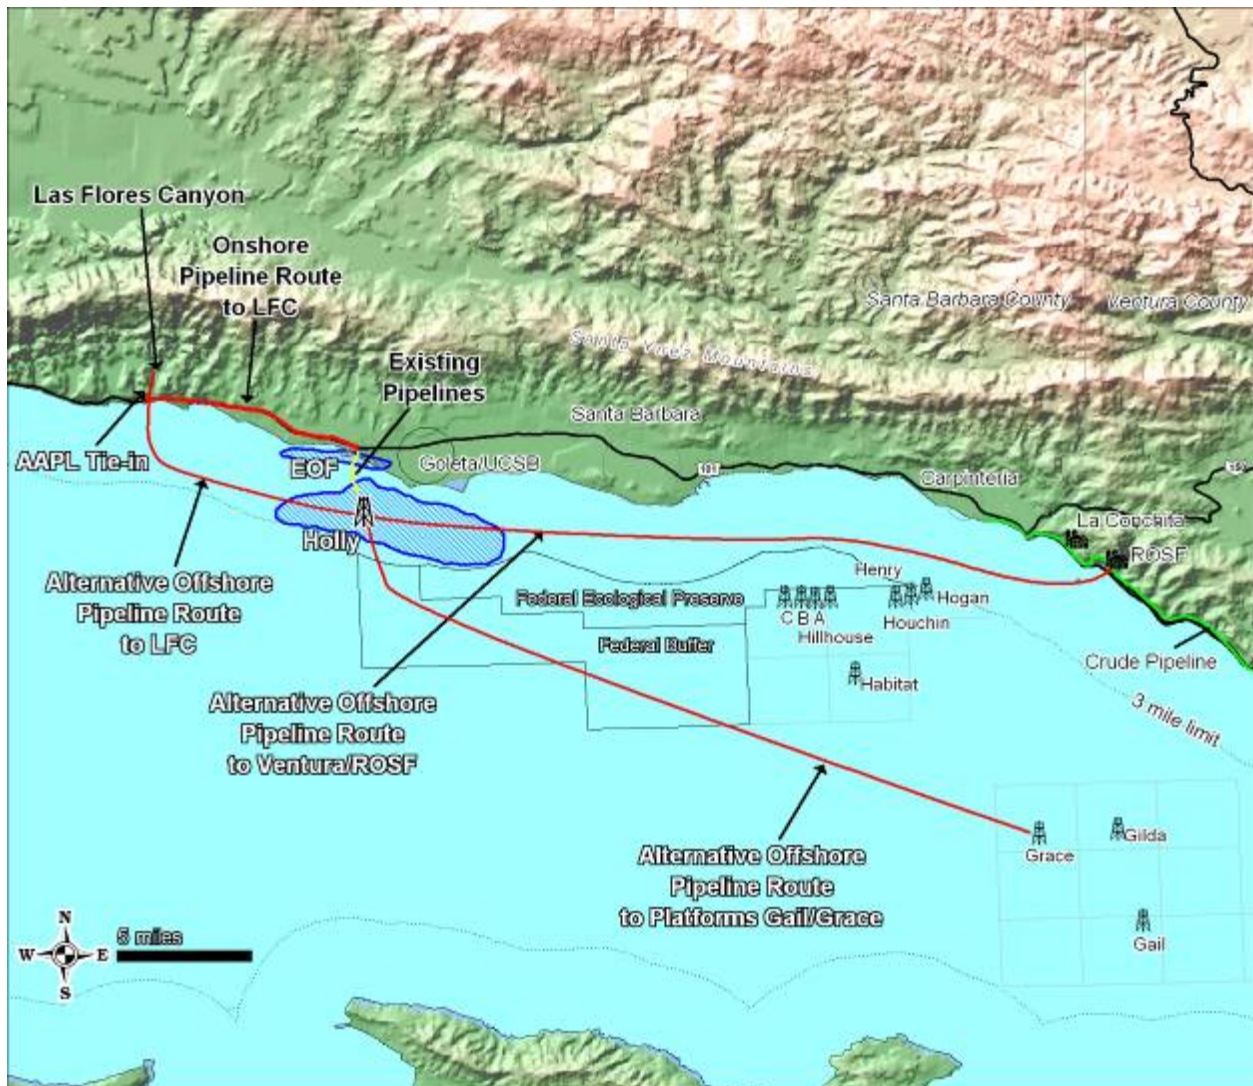 Las Flores Canyon
Onshore
Pipeline Route
to LFC
Santa Barbara County
Ventura County
Santa Ynez Mountains
Existing
Pipelines
Santa Barbara
AAPL Tie-in
EOF
Goleta/UCSB
101
Carpinteria
La Conchita
ROSF
Holly
Alternative Offshore
Pipeline Route
to LFC
Federal Ecological Preserve
Henry
Hogan
C B A
Houchin
Hillhouse
Federal Buffer
Habitat
Crude Pipeline
3 mile limit
Alternative Offshore
Pipeline Route
to Ventura/ROSF
Grace
Gilda
Alternative Offshore
Pipeline Route
to Platforms Gail/Grace
Gail
N
W E
S
5 miles